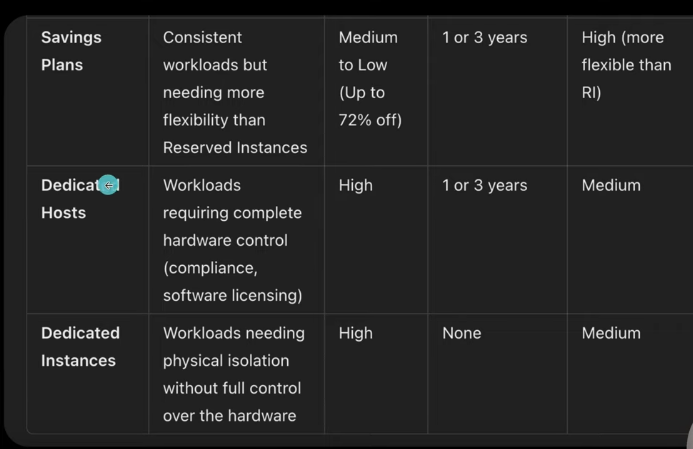 Savings
Plans
Consistent
workloads but
needing more
flexibility than
Reserved Instances
Medium
to Low
(Up to
72% off)
1 or 3 years
High (more
flexible than
RI)
Hosts
Workloads
requiring complete
hardware control
(compliance,
software licensing)
High
1 or 3 years
Medium
Dedicated
Instances
Workloads needing
physical isolation
without full control
over the hardware
High
None
Medium